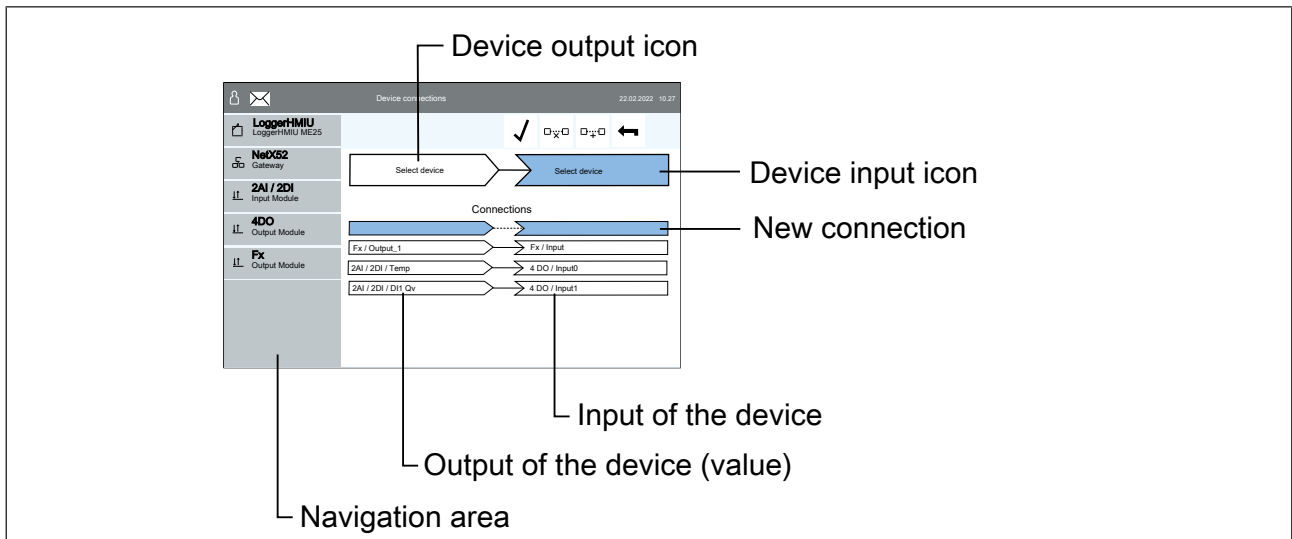 Device output icon
Device connections
22.02.2022 10.27
LoggerHMIU
LoggerHMIU ME25
NetX52
Gateway
2AI / 2DI
Input Module
4DO
Output Module
Fx
Output Module
Select device
Select device
Device input icon
Connections
New connection
Fx / Output_1
Fx / Input
2AI / 2DI / Temp
4 DO / Input0
2AI / 2DI / DI1 Qv
4 DO / Input1
Input of the device
Output of the device (value)
Navigation area